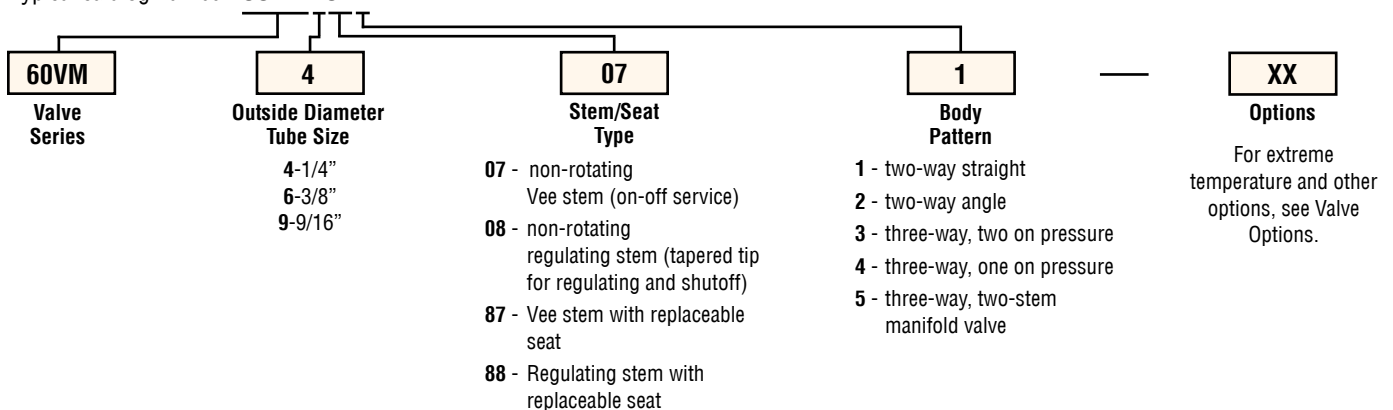 60VM
4
07
1
—
XX
Valve
Series
Outside Diameter
Tube Size
4-1/4”
6-3/8”
9-9/16”
Stem/Seat
Type
07 - non-rotating
Vee stem (on-off service)
08 - non-rotating
regulating stem (tapered tip
for regulating and shutoff)
87 - Vee stem with replaceable
seat
88 - Regulating stem with
replaceable seat
Body
Pattern
1 - two-way straight
2 - two-way angle
3 - three-way, two on pressure
4 - three-way, one on pressure
5 - three-way, two-stem
manifold valve
Options
For extreme
temperature and other
options, see Valve
Options.